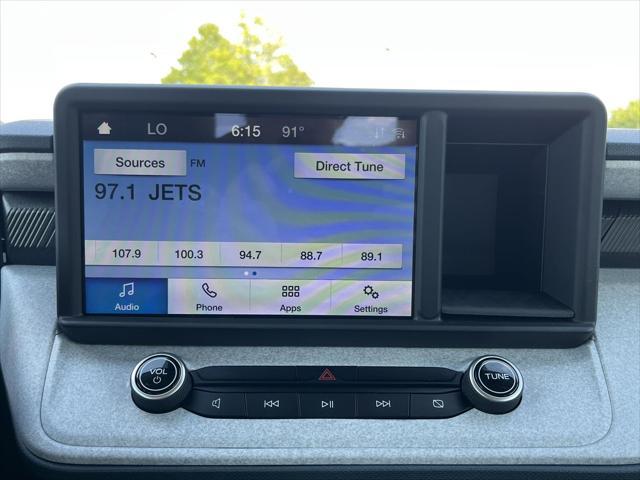 LO 6:15 91°
Sources FM Direct Tune
97.1 JETS
107.9 100.3 94.7 88.7 89.1
Audio Phone Apps Settings
VOL TUNE